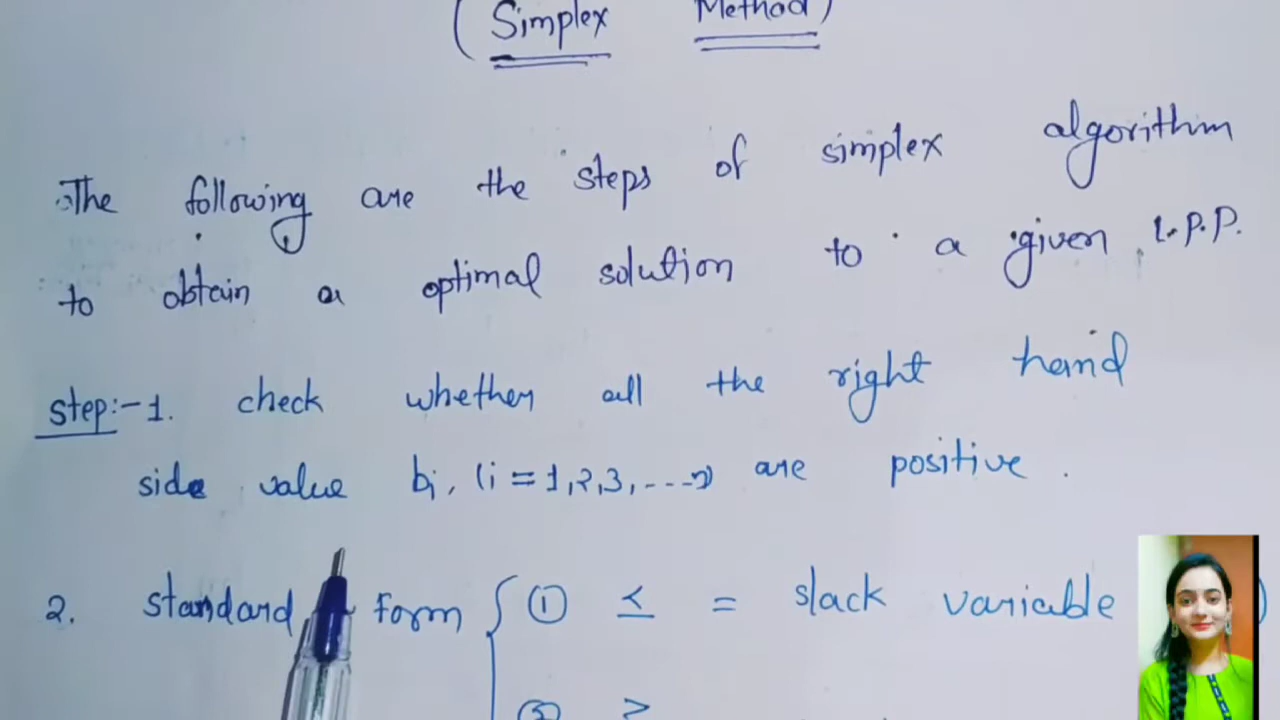 (Simplex Method)
The following are the steps of simplex algorithm
to obtain a optimal solution to a given L.P.P.
step:-1. check whether all the right hand
side value bi, (i = 1,2,3,...n) are positive.
2. standard form { ① ≤ = slack variable )
② ≥